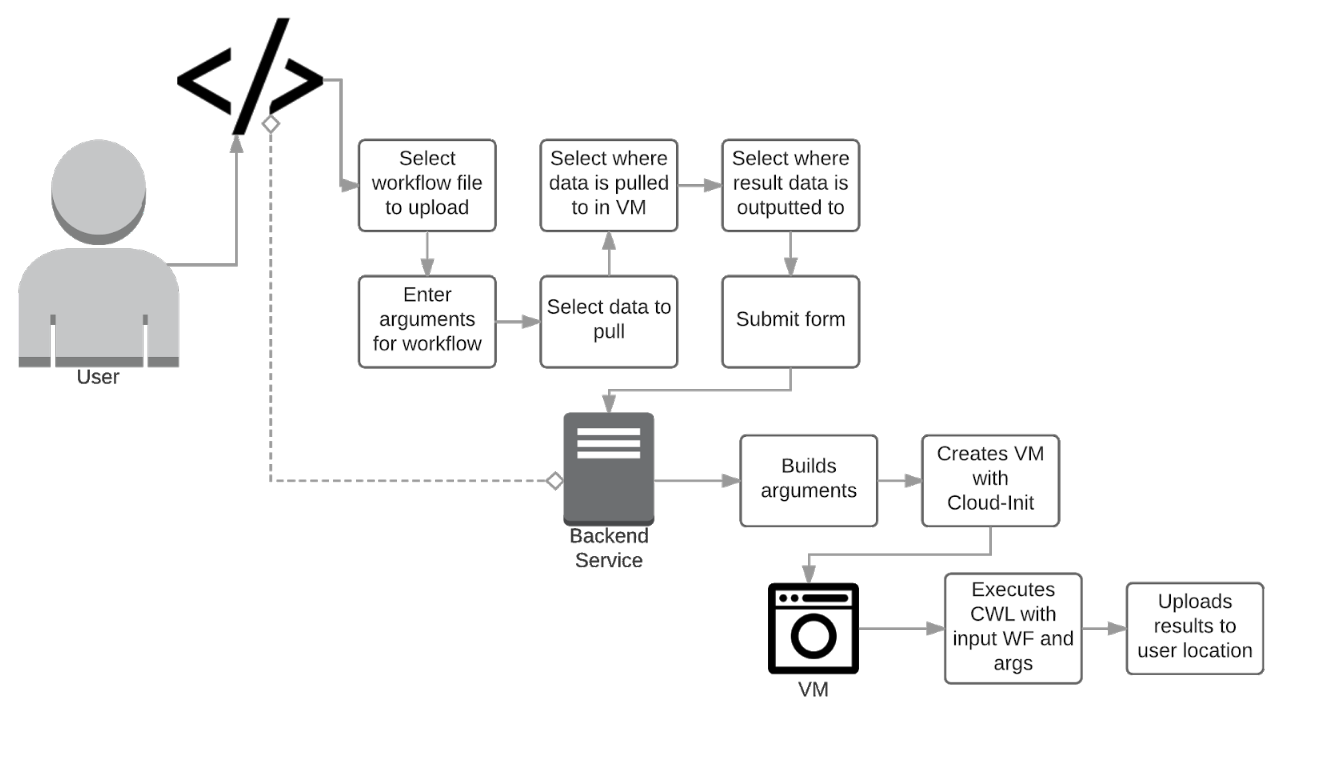 Select
workflow file
to upload
Select where
data is pulled
to in VM
Select where
result data is
outputted to
Enter
arguments
for workflow
Select data to
pull
Submit form
User
Backend
Service
Builds
arguments
Creates VM
with
Cloud-Init
VM
Executes
CWL with
input WF and
args
Uploads
results to
user location